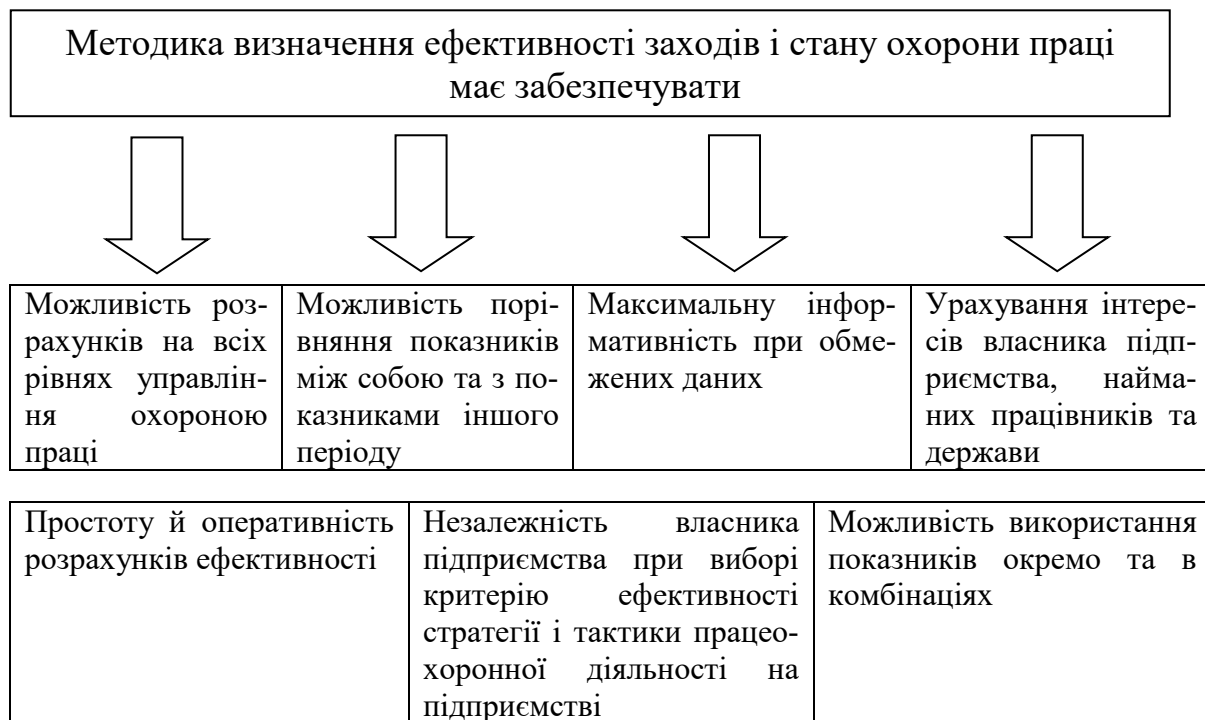 Методика визначення ефективності заходів і стану охорони праці
має забезпечувати
Можливість роз-
рахунків на всіх
рівнях управлін-
ня охороною
праці
Можливість порі-
вняння показників
між собою та з по-
казниками іншого
періоду
Максимальну інфор-
мативність при обме-
жених даних
Урахування інтере-
сів власника підп-
риємства, найма-
них працівників та
держави
Простоту й оперативність
розрахунків ефективності
Незалежність власника
підприємства при виборі
критерію ефективності
стратегії і тактики працео-
хоронної діяльності на
підприємстві
Можливість використання
показників окремо та в
комбінаціях